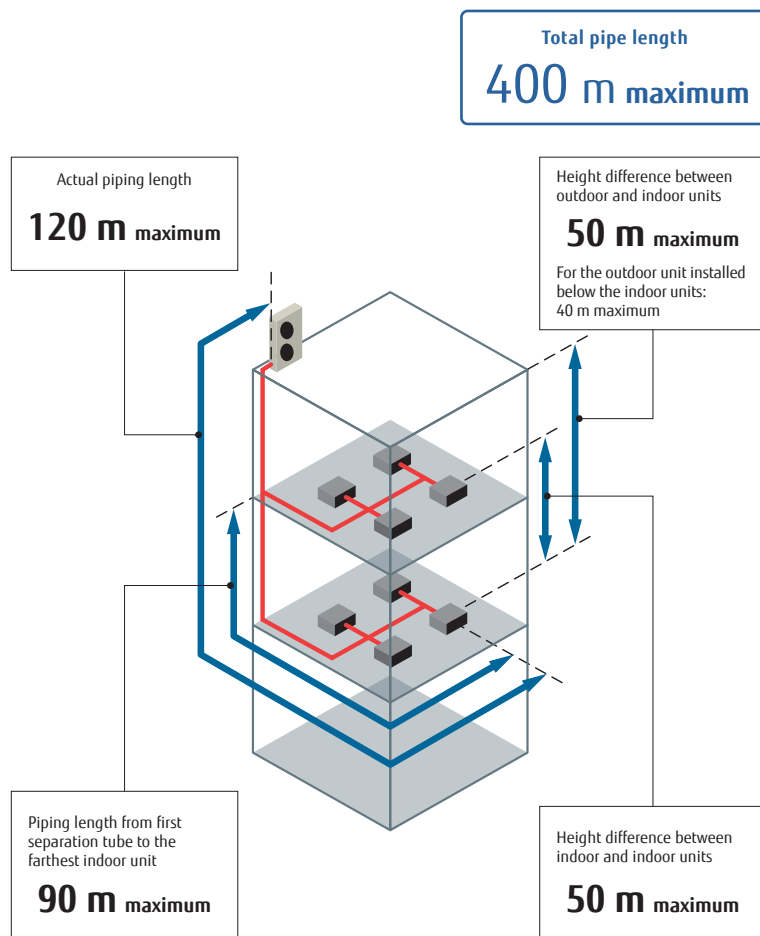 Total pipe length
400 m maximum
Actual piping length
120 m maximum
Height difference between
outdoor and indoor units
50 m maximum
For the outdoor unit installed
below the indoor units:
40 m maximum
Piping length from first
separation tube to the
farthest indoor unit
90 m maximum
Height difference between
indoor and indoor units
50 m maximum